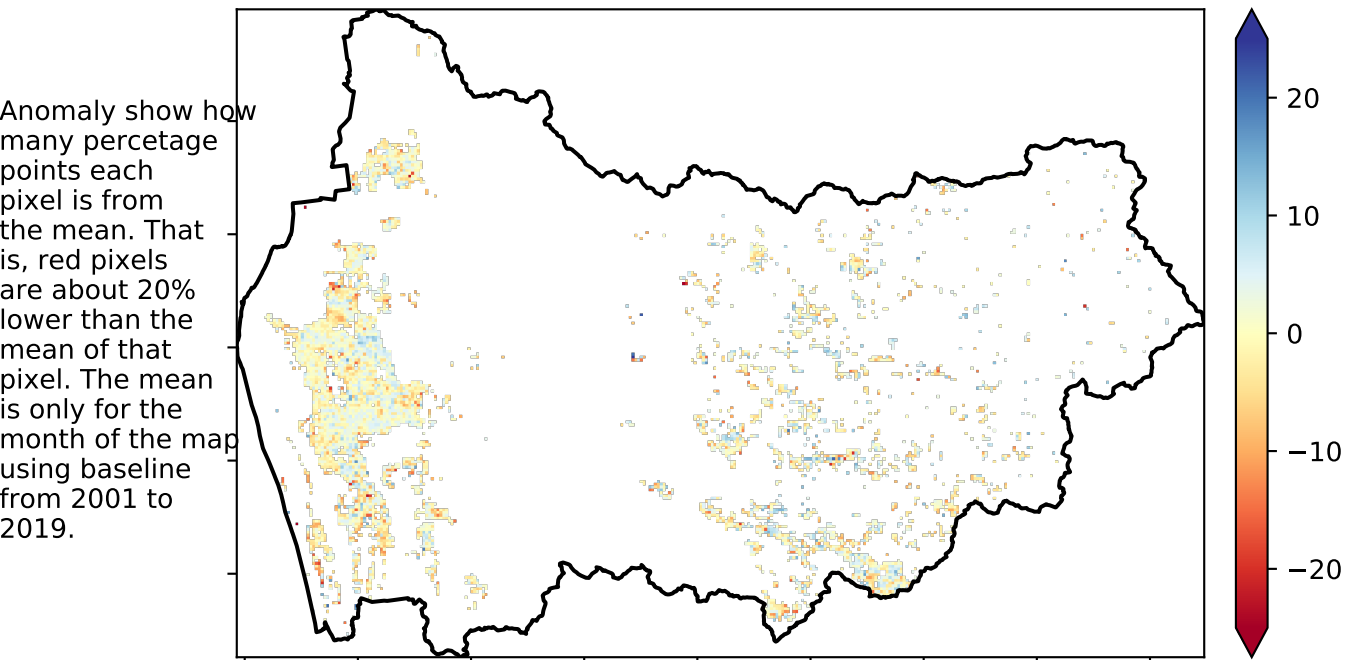 Anomaly show how
many percetage
points each
pixel is from
the mean. That
is, red pixels
are about 20%
lower than the
mean of that
pixel. The mean
is only for the
month of the map
using baseline
from 2001 to
2019.
20
10
0
−10
−20